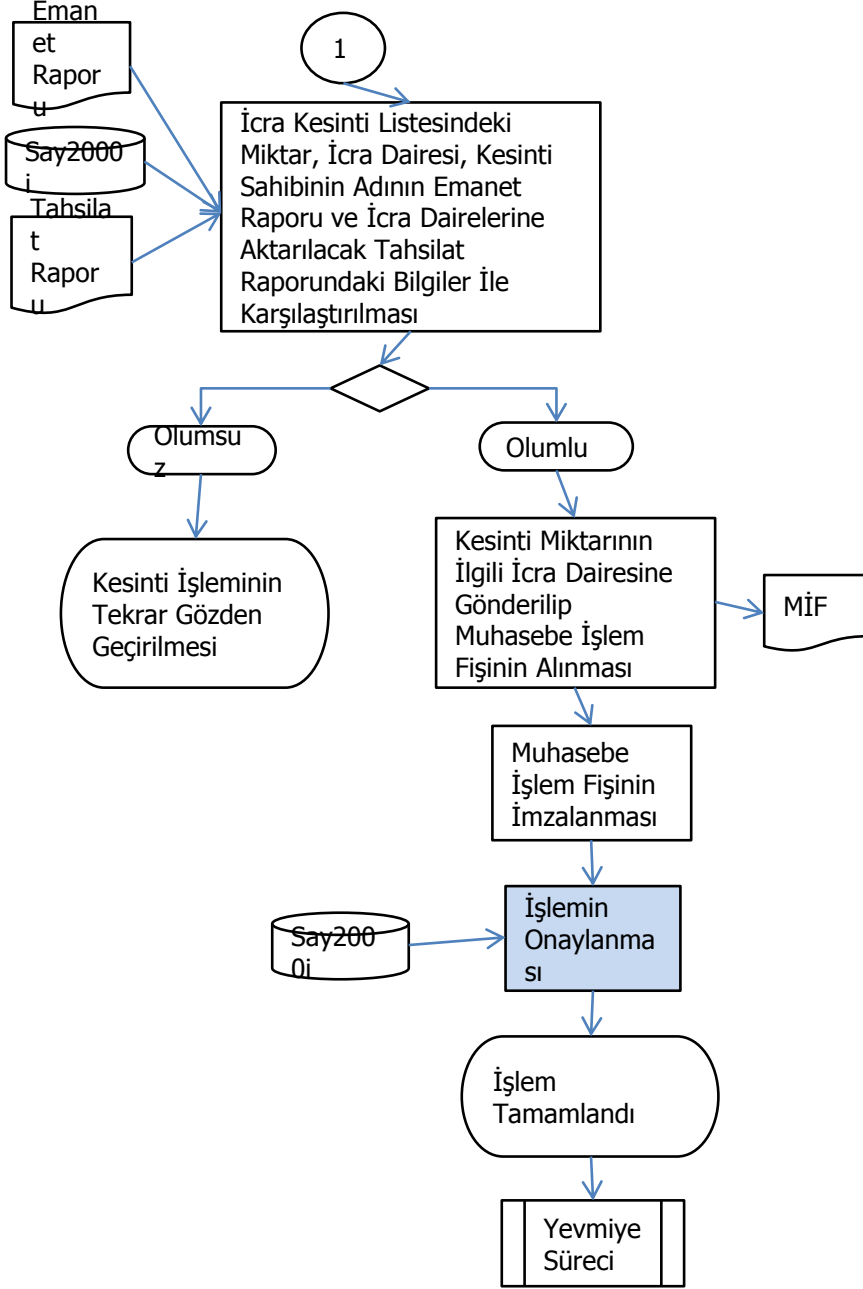 Eman
et
Rapor
u
1
Say2000
i
Tahsila
t
Rapor
u
İcra Kesinti Listesindeki
Miktar, İcra Dairesi, Kesinti
Sahibinin Adının Emanet
Raporu ve İcra Dairelerine
Aktarılacak Tahsilat
Raporundaki Bilgiler İle
Karşılaştırılması
Olumsu
z
Olumlu
Kesinti İşleminin
Tekrar Gözden
Geçirilmesi
Kesinti Miktarının
İlgili İcra Dairesine
Gönderilip
Muhasebe İşlem
Fişinin Alınması
MİF
Muhasebe
İşlem Fişinin
İmzalanması
Say200
0i
İşlemin
Onaylanma
sı
İşlem
Tamamlandı
Yevmiye
Süreci